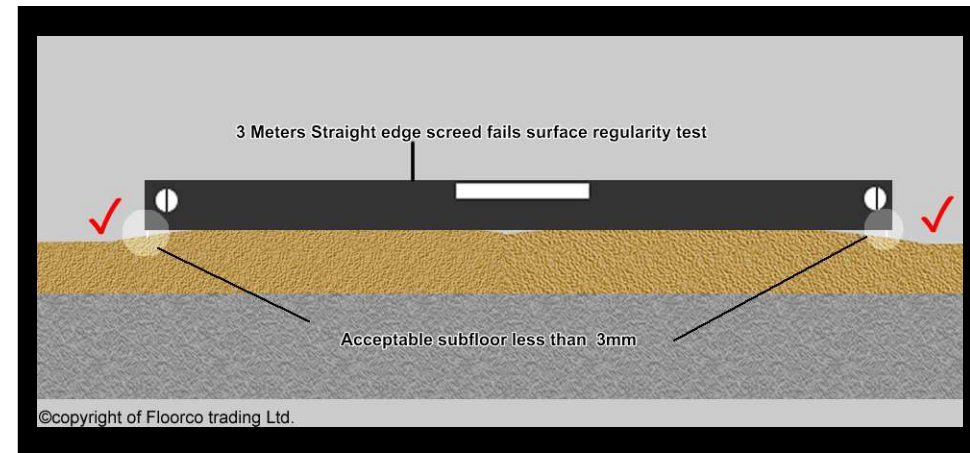 3 Meters Straight edge screed fails surface regularity test
Acceptable subfloor less than 3mm
©copyright of Floorco trading Ltd.